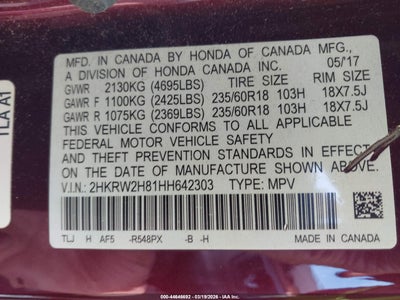 MFD. IN CANADA BY HONDA OF CANADA MFG.,
A DIVISION OF HONDA CANADA INC. 05/17
GVWR 2130KG (4695LBS) TIRE SIZE RIM SIZE
GAWR F 1100KG (2425LBS) 235/60R18 103H 18X7.5J
GAWR R 1075KG (2369LBS) 235/60R18 103H 18X7.5J
THIS VEHICLE CONFORMS TO ALL APPLICABLE
FEDERAL MOTOR VEHICLE SAFETY STANDARDS
IN EFFECT ON THE DATE OF MANUFACTURE
SHOWN ABOVE.
V.I.N.: 2HKRW2H81HH642303 TYPE: MPV
TLJ H AF5 -R548PX -B -H
MADE IN CANADA
TLA A1
000-44646692 - 03/19/2026 - IAA Inc.